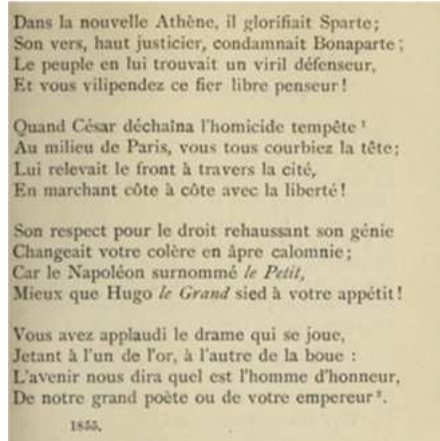 Dans la nouvelle Athène, il glorifiait Sparte;
Son vers, haut justicier, condamnait Bonaparte;
Le peuple en lui trouvait un viril défenseur,
Et vous vilipendez ce fier libre penseur!
Quand César déchaîna l'homicide tempête ¹
Au milieu de Paris, vous tous courbiez la tête;
Lui relevait le front à travers la cité,
En marchant côte à côte avec la liberté!
Son respect pour le droit rehaussant son génie
Changeait votre colère en âpre calomnie;
Car le Napoléon surnommé le Petit,
Mieux que Hugo le Grand sied à votre appétit!
Vous avez applaudi le drame qui se joue,
Jetant à l'un de l'or, à l'autre de la boue :
L'avenir nous dira quel est l'homme d'honneur,
De notre grand poète ou de votre empereur ².
1855.